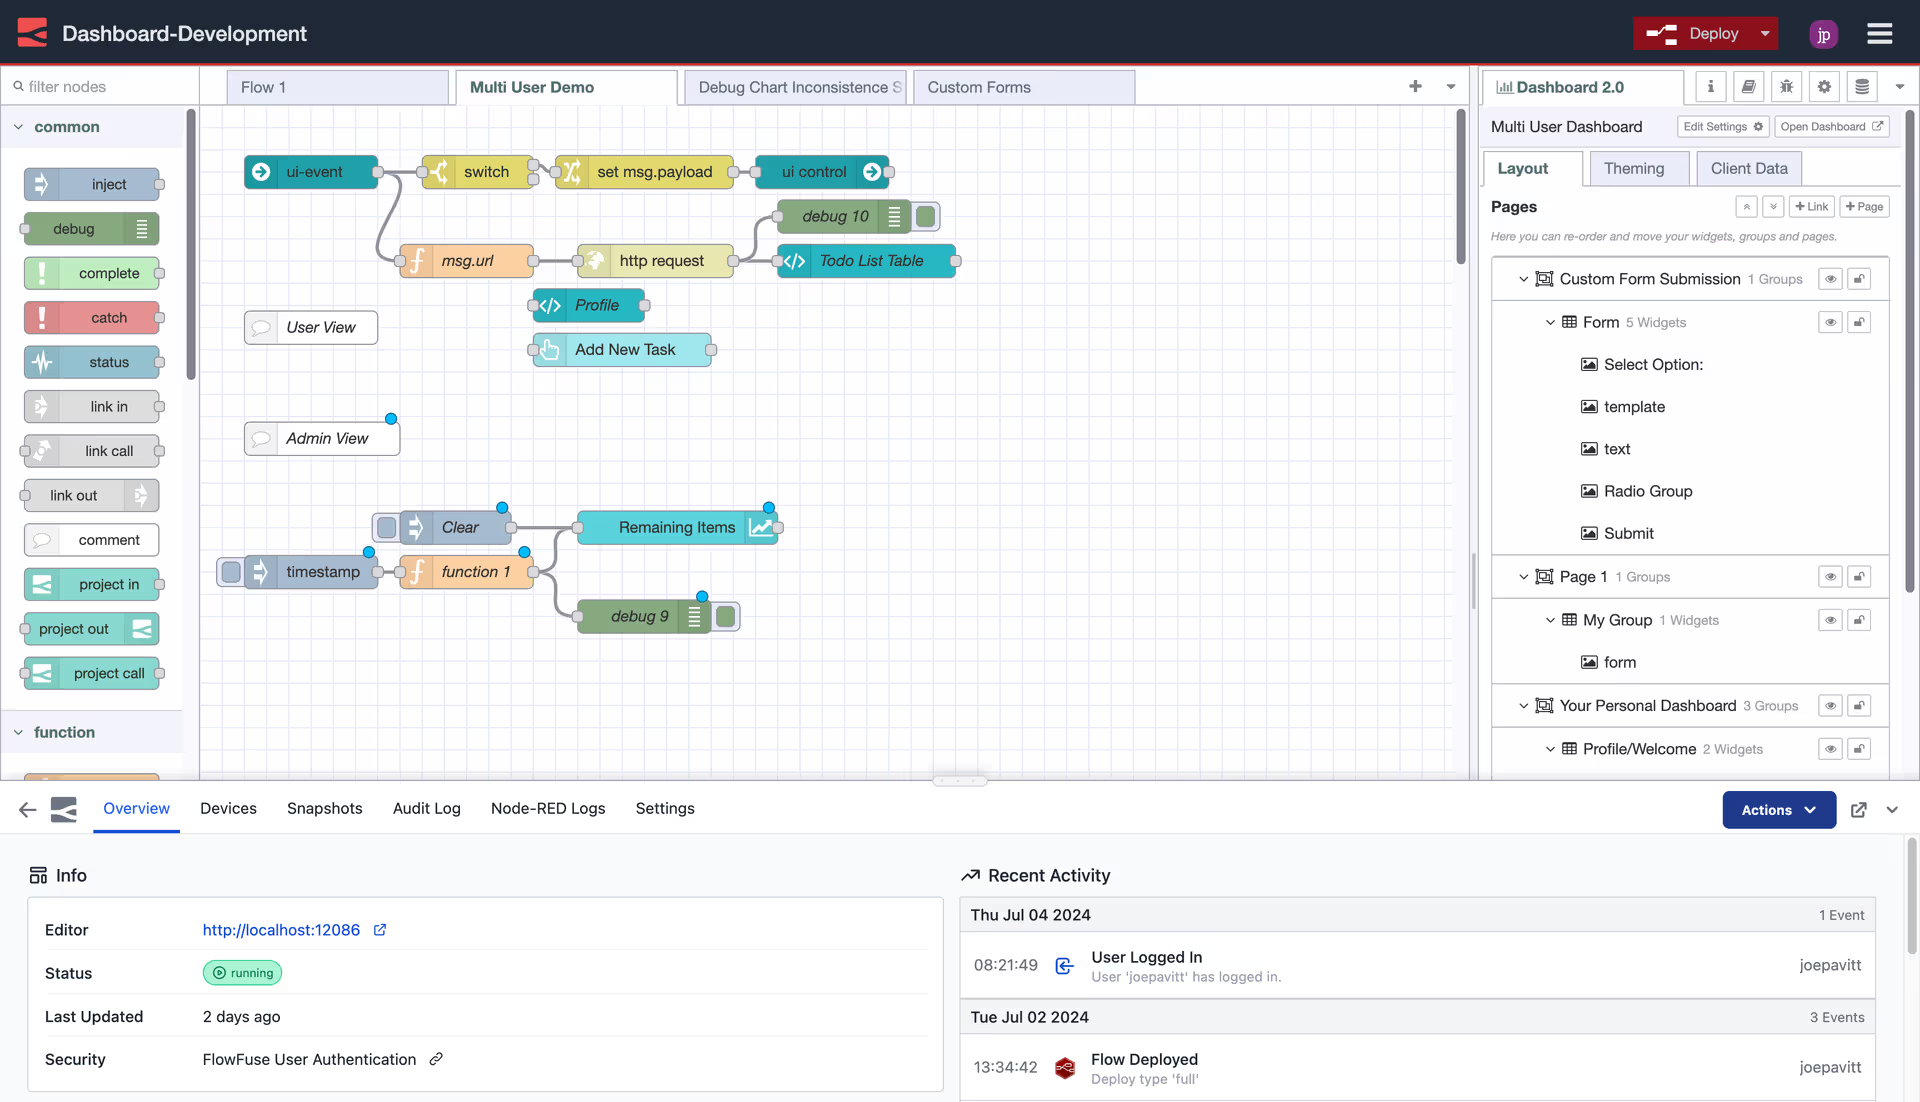 Dashboard-Development
Deploy
jp
filter nodes
Flow 1
Multi User Demo
Debug Chart Inconsistence S
Custom Forms
Dashboard 2.0
common
inject
debug
complete
catch
status
link in
link call
link out
comment
project in
project out
project call
function
ui-event
switch
set msg.payload
ui control
debug 10
msg.url
http request
Todo List Table
Profile
User View
Add New Task
Admin View
Clear
Remaining Items
timestamp
function 1
debug 9
Multi User Dashboard
Edit Settings
Open Dashboard
Layout
Theming
Client Data
Pages
Link
Page
Here you can re-order and move your widgets, groups and pages.
Custom Form Submission 1 Groups
Form 5 Widgets
Select Option:
template
text
Radio Group
Submit
Page 1 1 Groups
My Group 1 Widgets
form
Your Personal Dashboard 3 Groups
Profile/Welcome 2 Widgets
Overview
Devices
Snapshots
Audit Log
Node-RED Logs
Settings
Actions
Info
Editor
http://localhost:12086
Status
running
Last Updated
2 days ago
Security
FlowFuse User Authentication
Recent Activity
Thu Jul 04 2024
1 Event
08:21:49
User Logged In
User 'joepavitt' has logged in.
joepavitt
Tue Jul 02 2024
3 Events
13:34:42
Flow Deployed
Deploy type 'full'
joepavitt